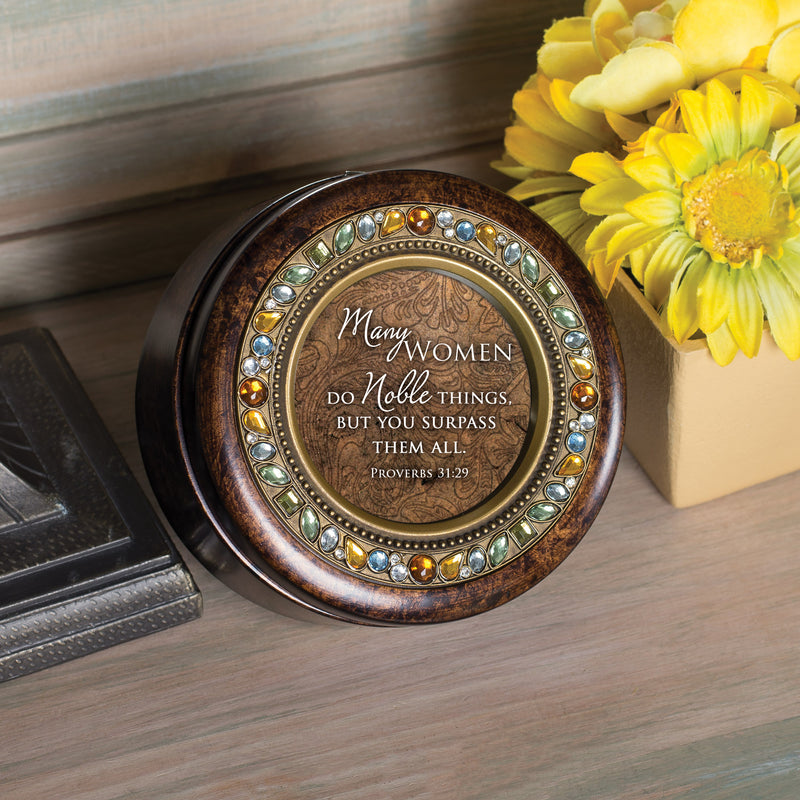 Many WOMEN
DO Noble THINGS,
BUT YOU SURPASS
THEM ALL.
PROVERBS 31:29